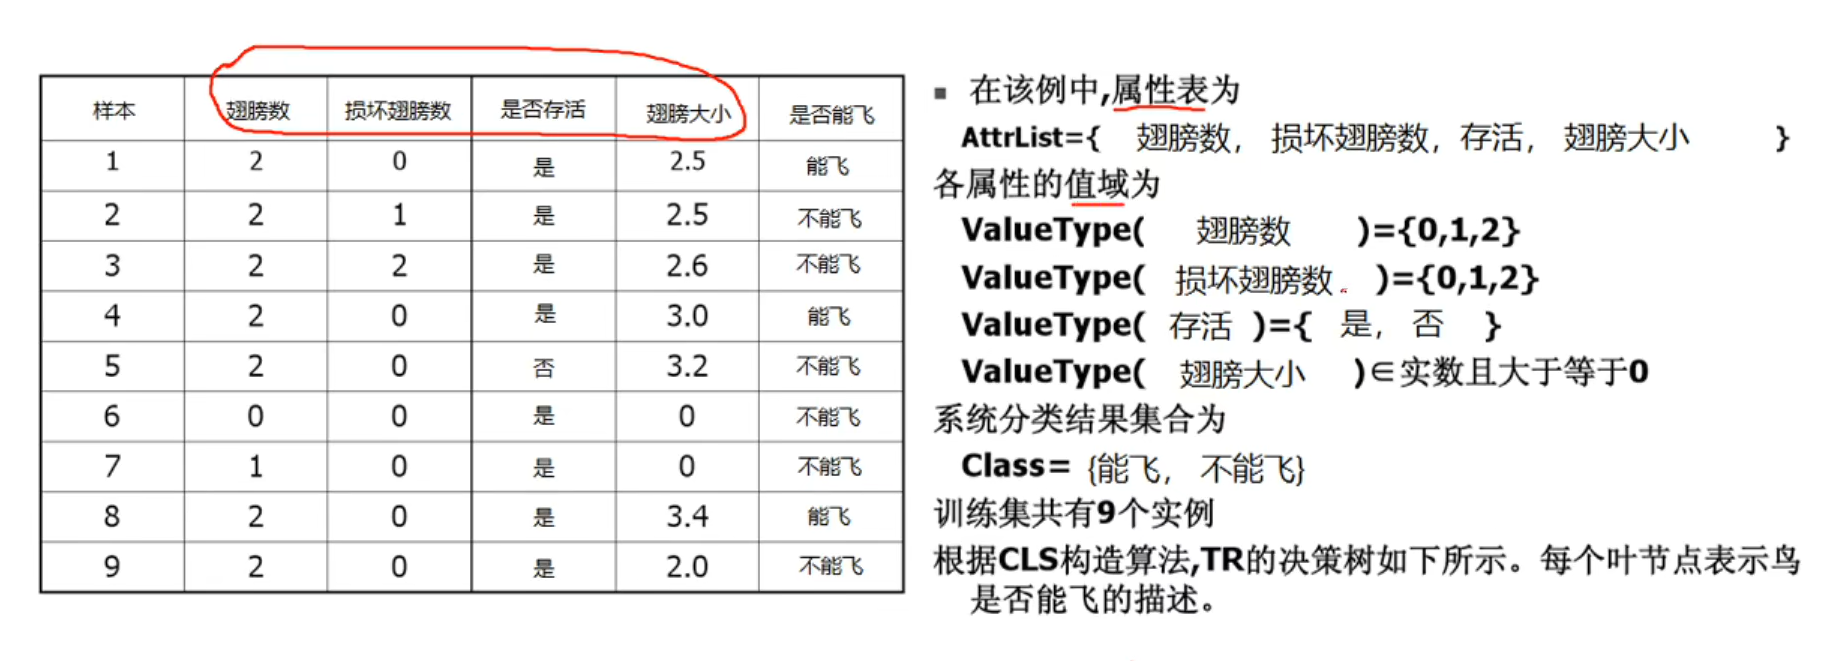 样本 翅膀数 损坏翅膀数 是否存活 翅膀大小 是否能飞
1 2 0 是 2.5 能飞
2 2 1 是 2.5 不能飞
3 2 2 是 2.6 不能飞
4 2 0 是 3.0 能飞
5 2 0 否 3.2 不能飞
6 0 0 是 0 不能飞
7 1 0 是 0 不能飞
8 2 0 是 3.4 能飞
9 2 0 是 2.0 不能飞
■ 在该例中,属性表为
AttrList={ 翅膀数， 损坏翅膀数，存活， 翅膀大小 }
各属性的值域为
ValueType( 翅膀数 )={0,1,2}
ValueType( 损坏翅膀数 )={0,1,2}
ValueType( 存活 )={ 是， 否 }
ValueType( 翅膀大小 )∈实数且大于等于0
系统分类结果集合为
Class= {能飞， 不能飞}
训练集共有9个实例
根据CLS构造算法,TR的决策树如下所示。每个叶节点表示鸟
是否能飞的描述。